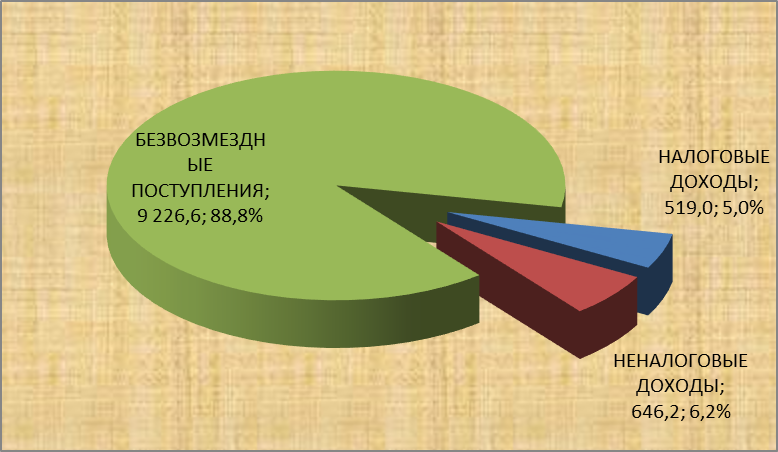 БЕЗВОЗМЕЗДН
ЫЕ
ПОСТУПЛЕНИЯ;
9 226,6; 88,8%
НАЛОГОВЫЕ
ДОХОДЫ;
519,0; 5,0%
НЕНАЛОГОВЫЕ
ДОХОДЫ;
646,2; 6,2%